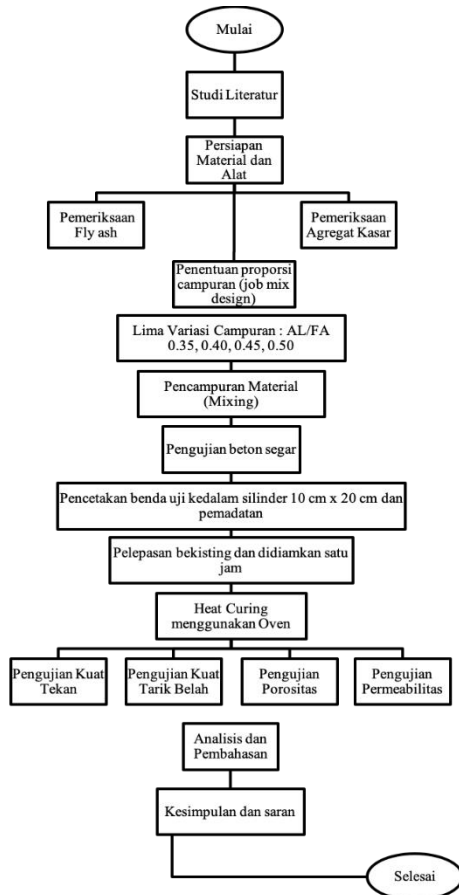 Mulai
Studi Literatur
Persiapan
Material dan
Alat
Pemeriksaan
Fly ash
Pemeriksaan
Agregat Kasar
Penentuan proporsi
campuran (job mix
design)
Lima Variasi Campuran : AL/FA
0.35, 0.40, 0.45, 0.50
Pencampuran Material
(Mixing)
Pengujian beton segar
Pencetakan benda uji kedalam silinder 10 cm x 20 cm dan
pemadatan
Pelepasan bekisting dan didiamkan satu
jam
Heat Curing
menggunakan Oven
Pengujian Kuat
Tekan
Pengujian Kuat
Tarik Belah
Pengujian
Porositas
Pengujian
Permeabilitas
Analisis dan
Pembahasan
Kesimpulan dan saran
Selesai